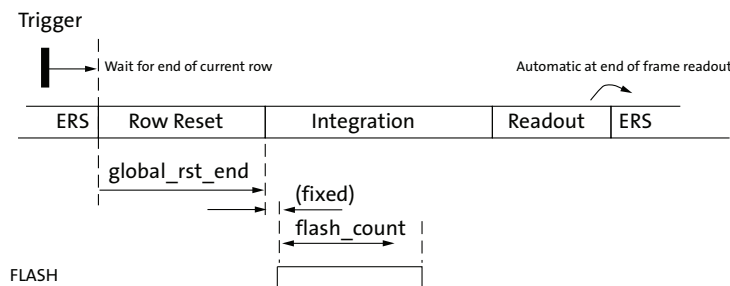 Trigger
Wait for end of current row
Automatic at end of frame readout
ERS Row Reset Integration Readout ERS
global_rst_end
(fixed)
flash_count
FLASH